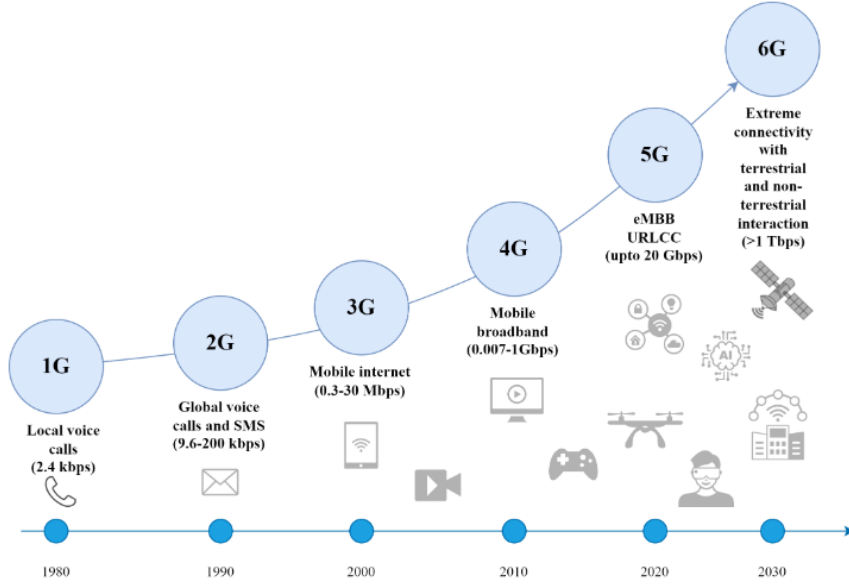 1G
Local voice
calls
(2.4 kbps)
2G
Global voice
calls and SMS
(9.6-200 kbps)
3G
Mobile internet
(0.3-30 Mbps)
4G
Mobile
broadband
(0.007-1Gbps)
5G
eMBB
URLCC
(upto 20 Gbps)
6G
Extreme
connectivity
with
terrestrial
and non-
terrestrial
interaction
(>1 Tbps)
AI
1980
1990
2000
2010
2020
2030